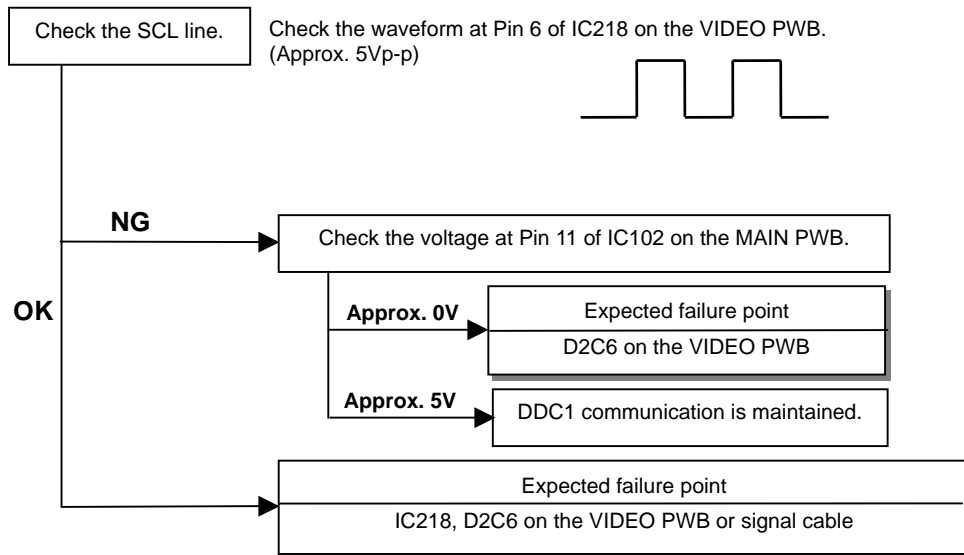 Check the SCL line.
Check the waveform at Pin 6 of IC218 on the VIDEO PWB.
(Approx. 5Vp-p)
NG
Check the voltage at Pin 11 of IC102 on the MAIN PWB.
OK
Approx. 0V
Expected failure point
D2C6 on the VIDEO PWB
Approx. 5V
DDC1 communication is maintained.
Expected failure point
IC218, D2C6 on the VIDEO PWB or signal cable